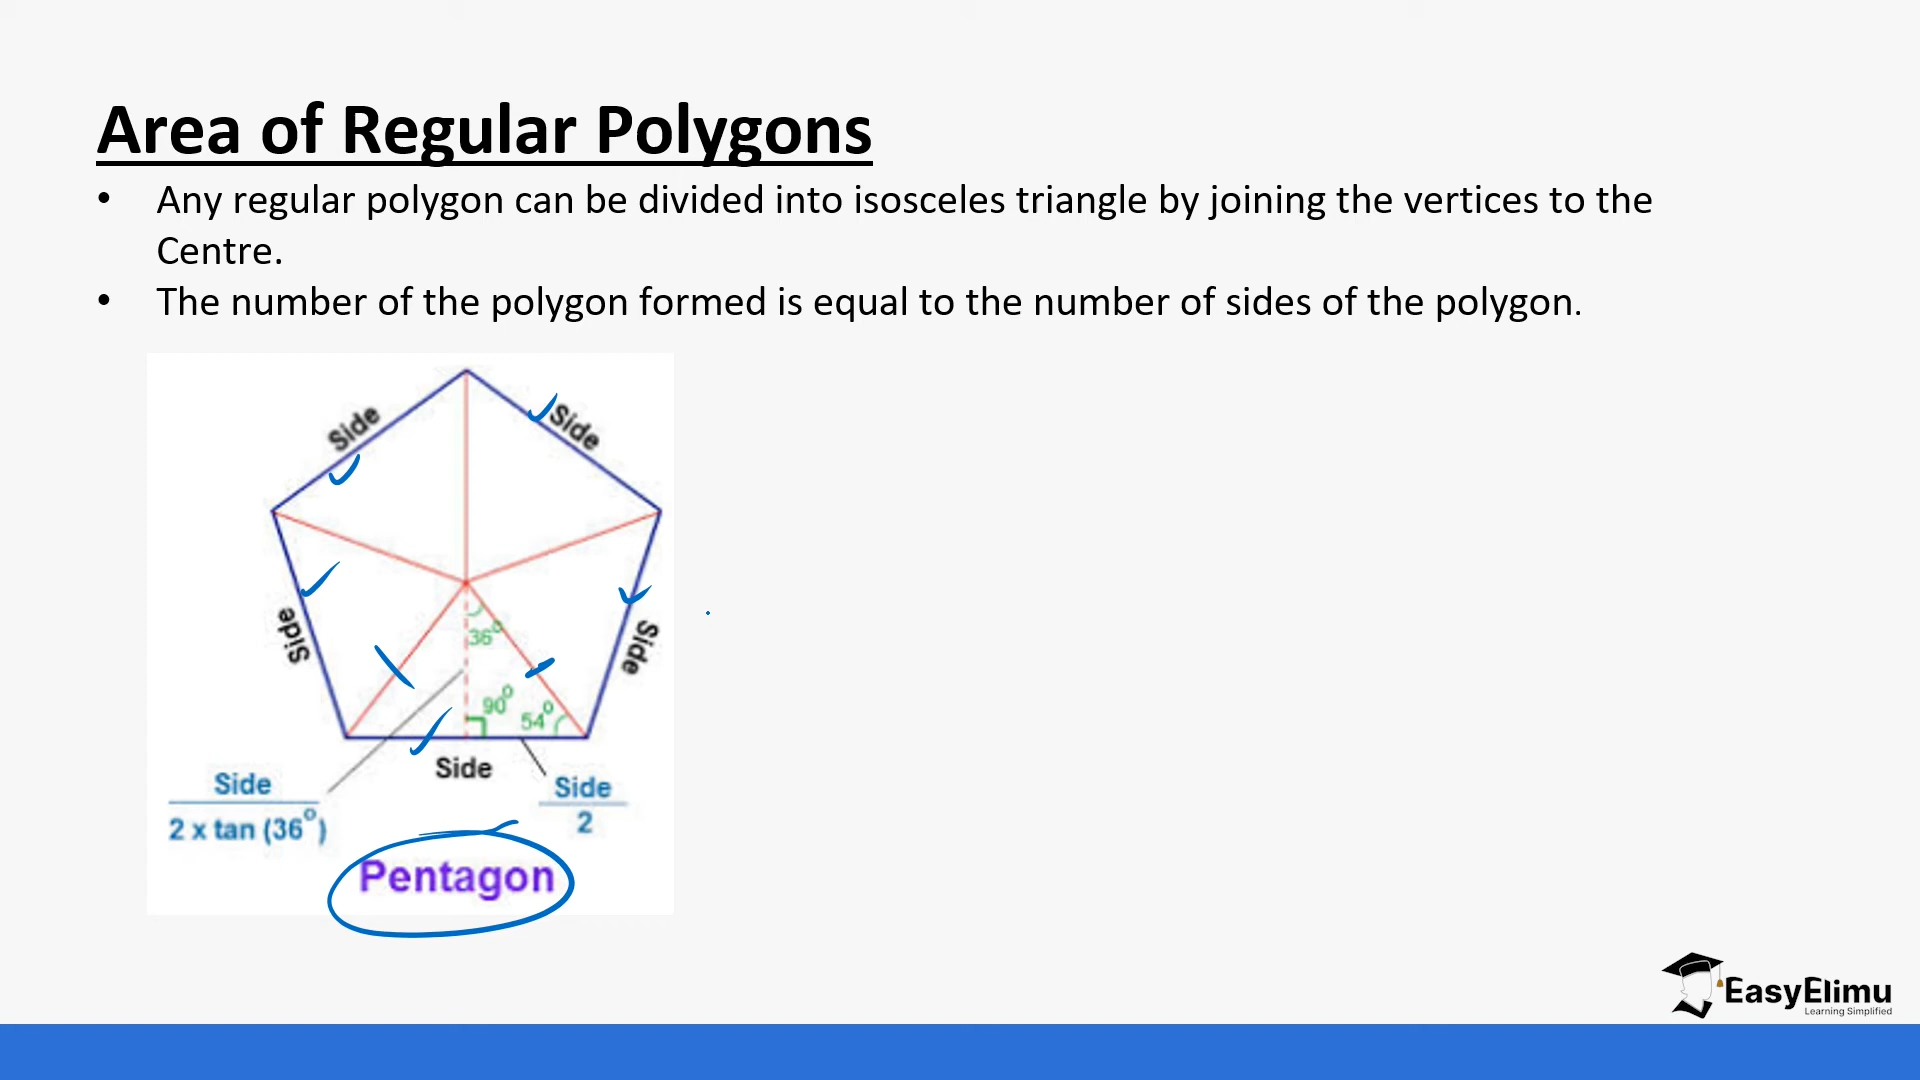 Area of Regular Polygons
• Any regular polygon can be divided into isosceles triangle by joining the vertices to the
Centre.
• The number of the polygon formed is equal to the number of sides of the polygon.
Side
Side
Side
Side
36°
90°
54°
Side
Side
2 x tan (36°)
Side
2
Pentagon
EasyElimu
Learning Simplified